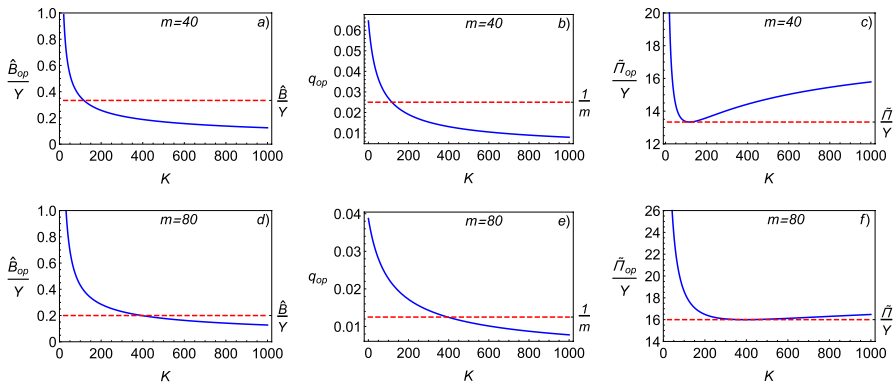 m=40
a)
1.0
0.8
0.6
0.4
0.2
0
B̂op
Y
B̂
Y
0 200 400 600 800 1000
K
m=40
b)
0.06
0.05
0.04
0.03
0.02
0.01
qop
1
m
0 200 400 600 800 1000
K
c)
m=40
20
18
16
14
12
Π̃op
Y
Π̃
Y
0 200 400 600 800 1000
K
m=80
d)
1.0
0.8
0.6
0.4
0.2
0
B̂op
Y
B̂
Y
0 200 400 600 800 1000
K
m=80
e)
0.04
0.03
0.02
0.01
qop
1
m
0 200 400 600 800 1000
K
m=80
f)
26
24
22
20
18
16
14
Π̃op
Y
Π̃
Y
0 200 400 600 800 1000
K